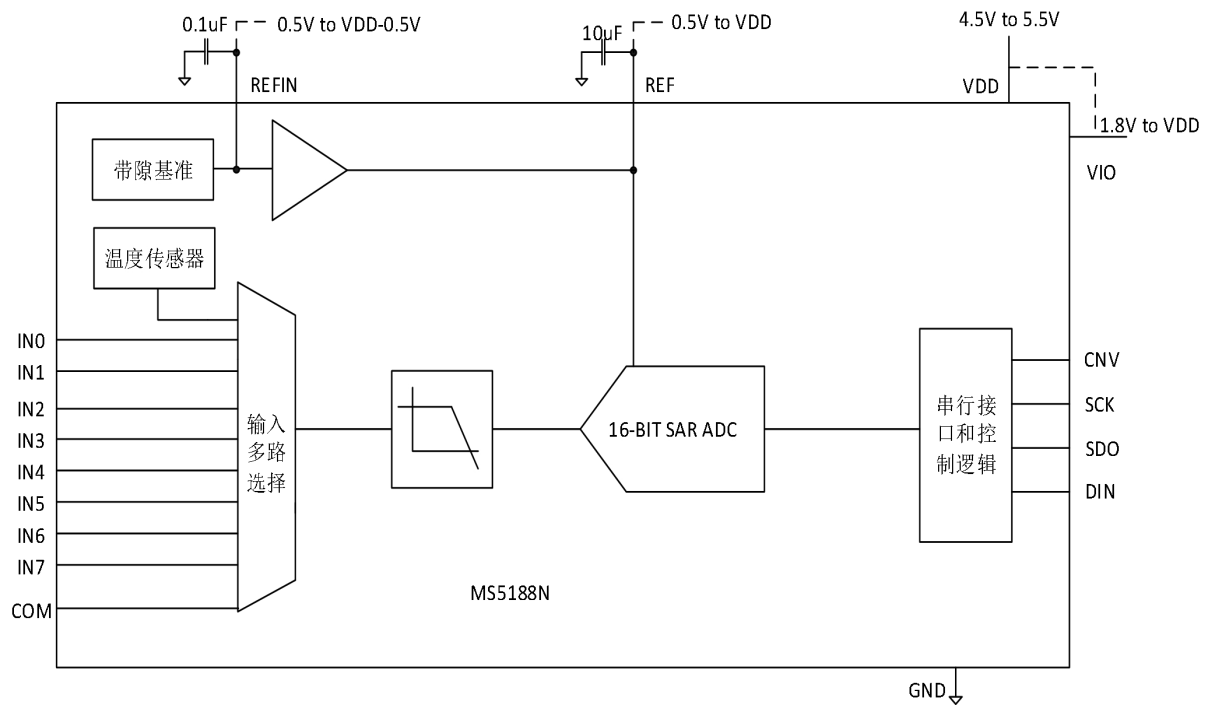 0.1uF
0.5V to VDD-0.5V
10uF
0.5V to VDD
4.5V to 5.5V
REFIN
REF
VDD
1.8V to VDD
VIO
带隙基准
温度传感器
IN0
IN1
IN2
IN3
IN4
IN5
IN6
IN7
COM
输入
多路
选择
16-BIT SAR ADC
串行接
口和控
制逻辑
CNV
SCK
SDO
DIN
MS5188N
GND